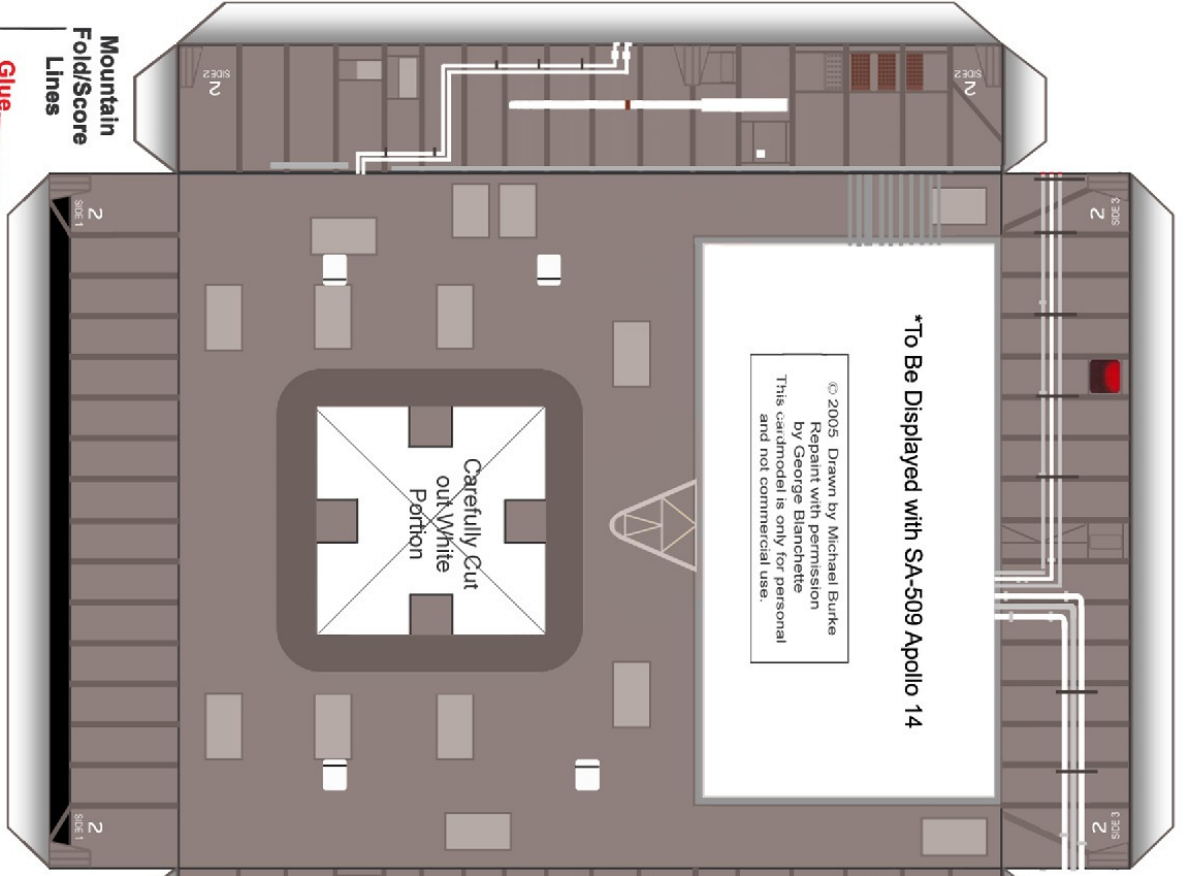 Mountain
Fold/Score
Lines
Glue
2
SIDE 2
2
SIDE 2
2
SIDE 1
2
SIDE 3
*To Be Displayed with SA-509 Apollo 14
© 2005 Drawn by Michael Burke
Repaint with permission
by George Blanchette
This cardmodel is only for personal
and not commercial use.
Carefully Cut
out White
Portion
2
SIDE 1
2
SIDE 3